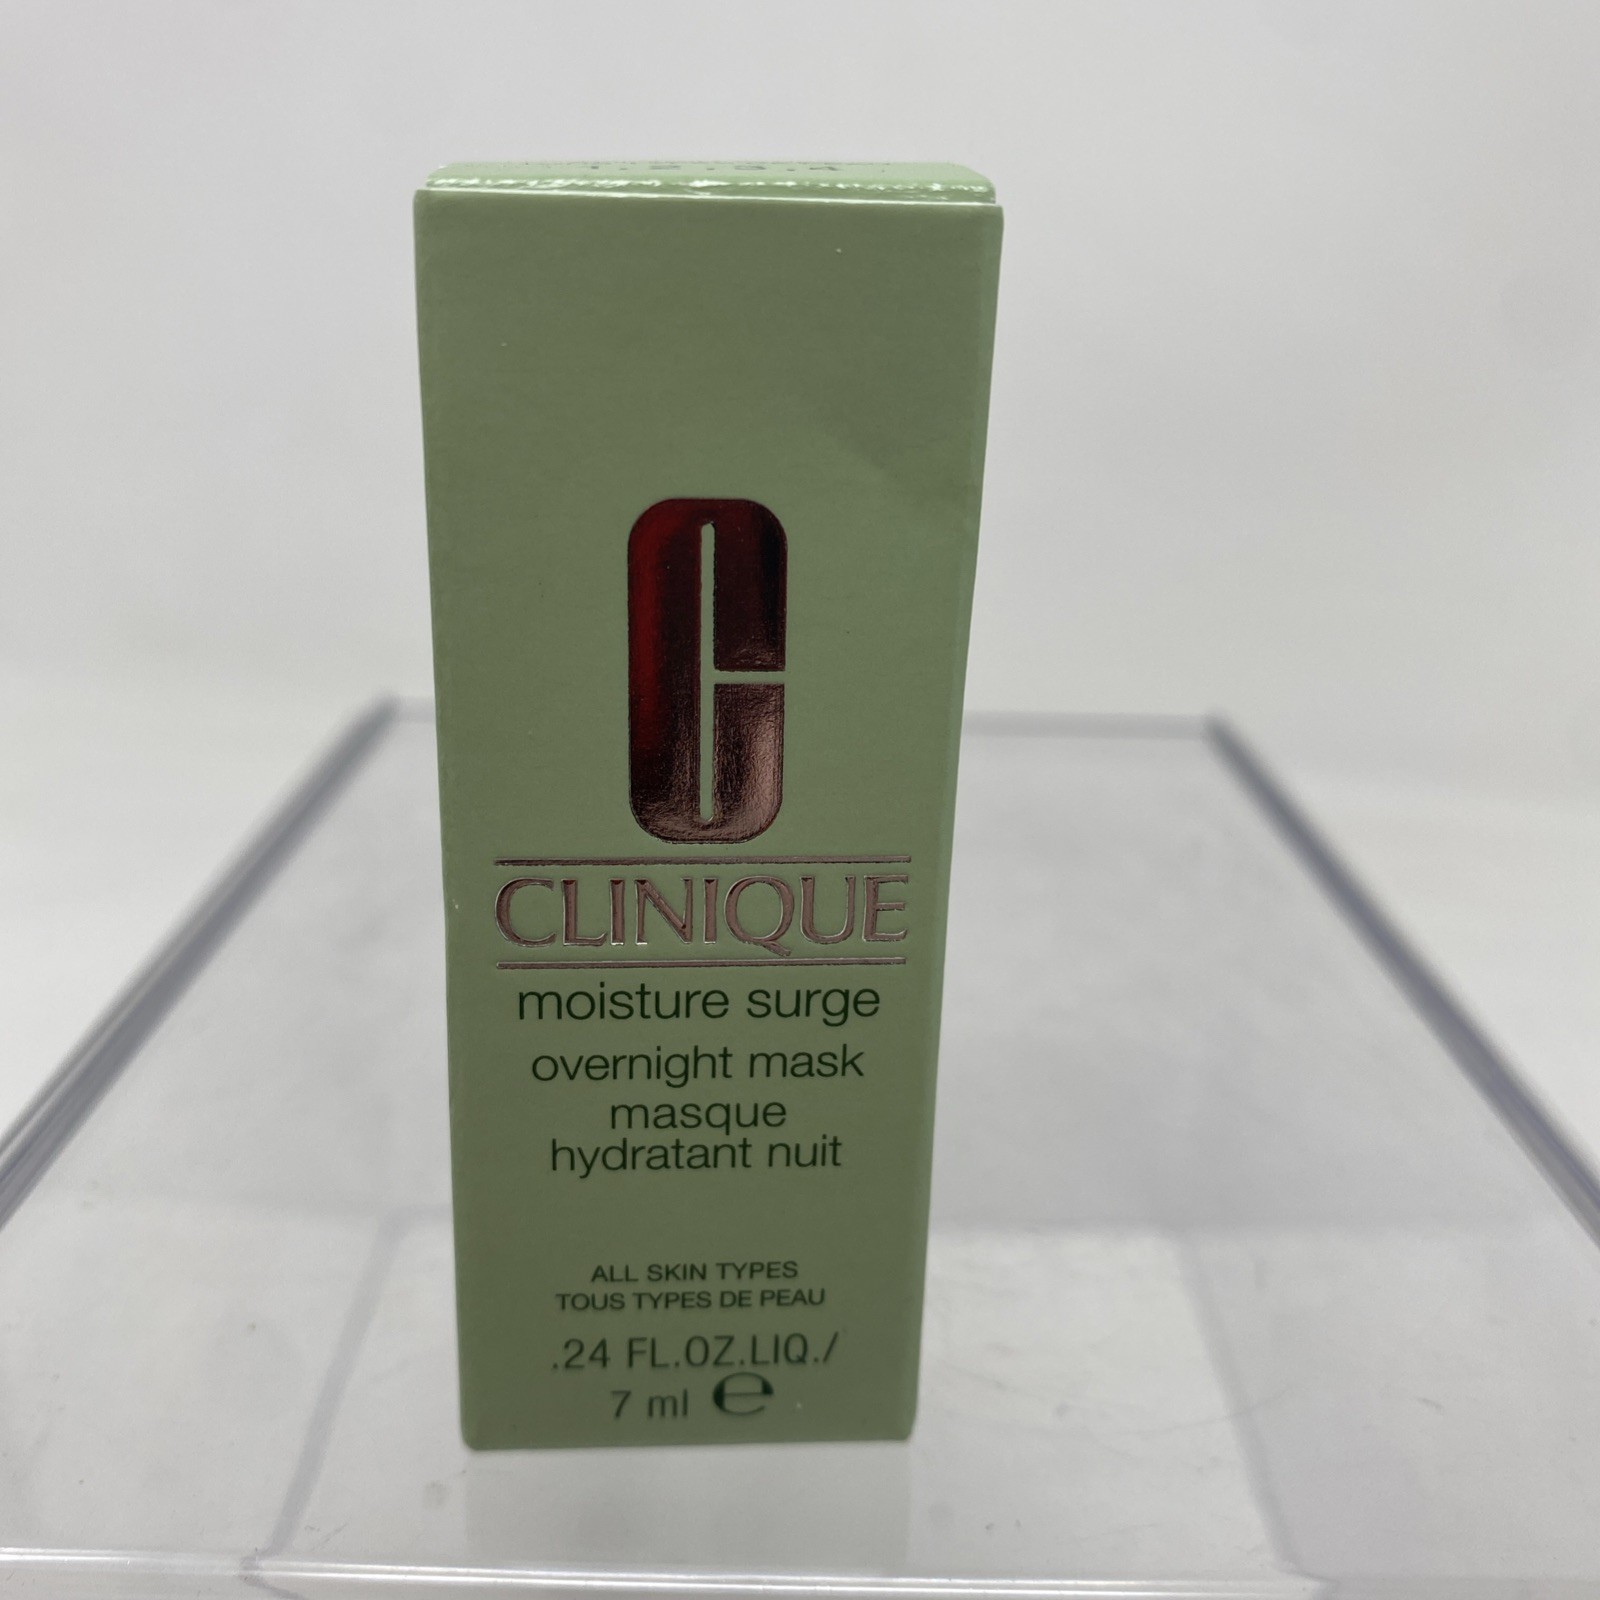 C
CLINIQUE
moisture surge
overnight mask
masque
hydratant nuit
ALL SKIN TYPES
TOUS TYPES DE PEAU
.24 FL.OZ.LIQ./
7 ml e